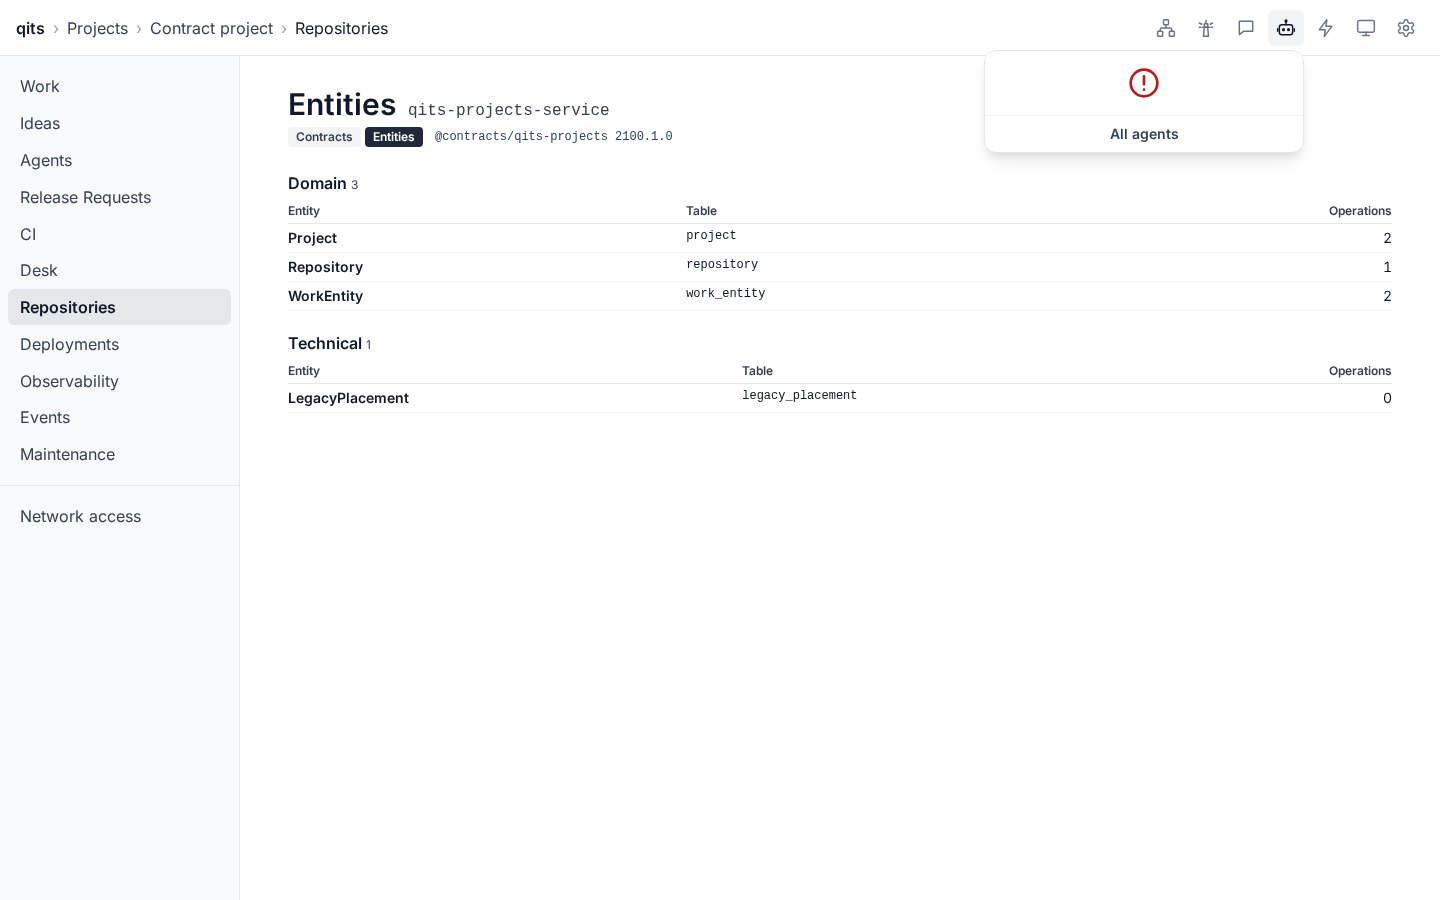 qits › Projects › Contract project › Repositories
Work
Ideas
Agents
Release Requests
CI
Desk
Repositories
Deployments
Observability
Events
Maintenance
Network access
All agents
Entities qits-projects-service
Contracts Entities @contracts/qits-projects 2100.1.0
Domain 3
Entity Table Operations
Project project 2
Repository repository 1
WorkEntity work_entity 2
Technical 1
Entity Table Operations
LegacyPlacement legacy_placement 0